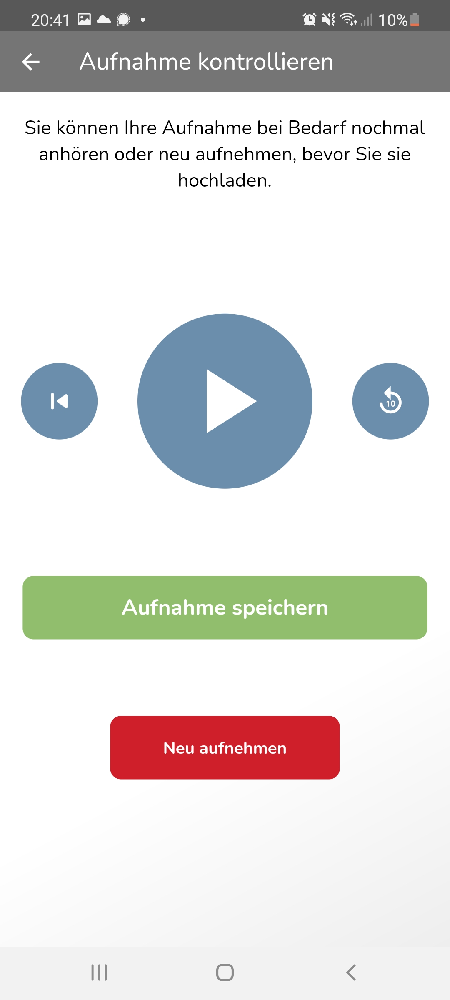 20:41
10%
Aufnahme kontrollieren
Sie können Ihre Aufnahme bei Bedarf nochmal
anhören oder neu aufnehmen, bevor Sie sie
hochladen.
10
Aufnahme speichern
Neu aufnehmen